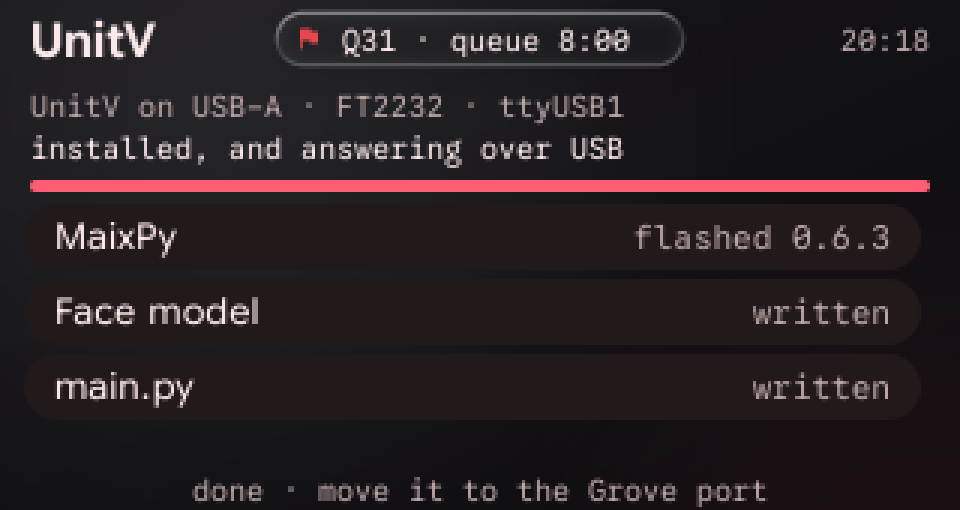 UnitV
Q31 · queue 8:00
20:18
UnitV on USB-A · FT2232 · ttyUSB1
installed, and answering over USB
MaixPy
flashed 0.6.3
Face model
written
main.py
written
done · move it to the Grove port